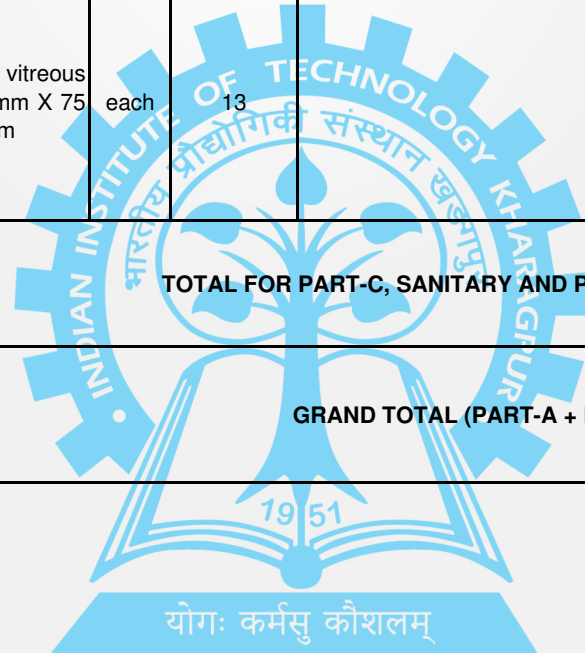 vitreous
mm X 75 each 13
m
INDIAN INSTITUTE OF TECHNOLOGY KHARAGPUR
भारतीय प्रौद्योगिकी संस्थान खड़गपुर
TOTAL FOR PART-C, SANITARY AND P
GRAND TOTAL (PART-A +
19 51
योगः कर्मसु कौशलम्